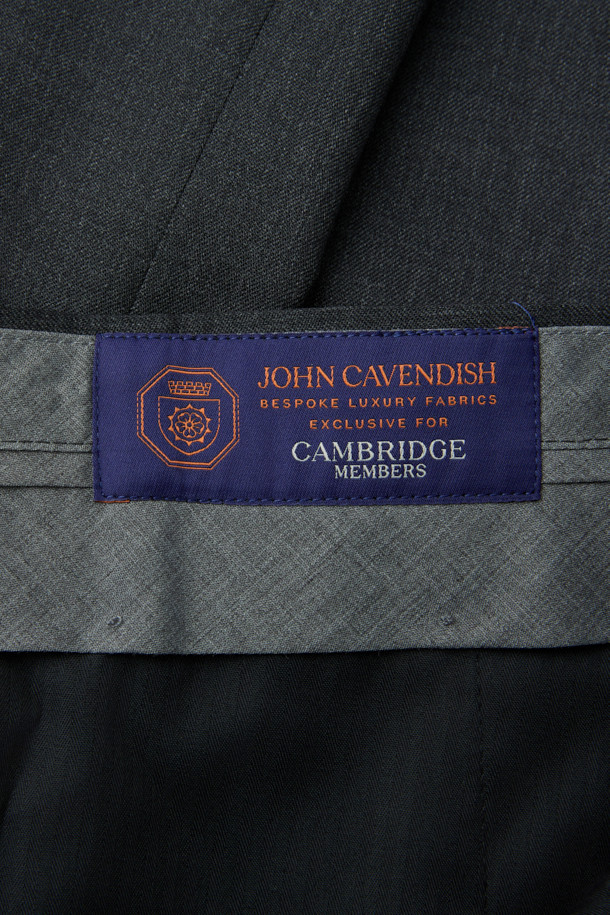 JOHN CAVENDISH
BESPOKE LUXURY FABRICS
EXCLUSIVE FOR
CAMBRIDGE
MEMBERS